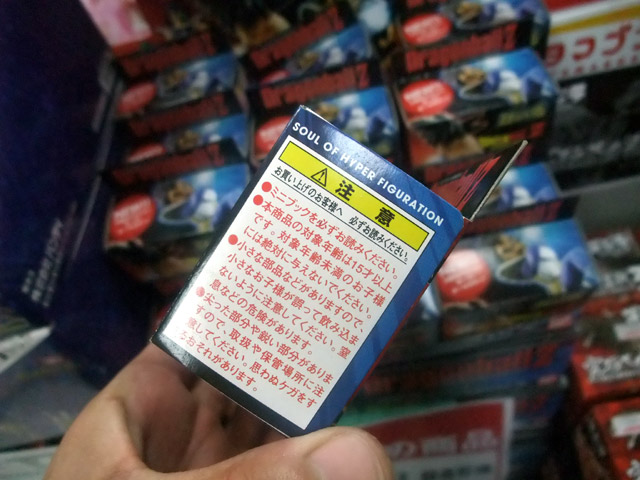 SOUL OF HYPER FIGURATION
⚠注意
お買い上げのお客様へ 必ずお読みください。
●ミニブックを必ずお読みください。
●本商品の対象年齢は15才以上
です。対象年齢未満のお子様
には絶対に与えないでください。
●小さな部品などがありますので、
小さなお子様が誤って飲み込ま
ないように注意してください。窒
息などの危険があります。
●尖った部分や鋭い部分がありま
すので、取扱や保管場所に注
意してください。思わぬケガをす
るおそれがあります。
の商品